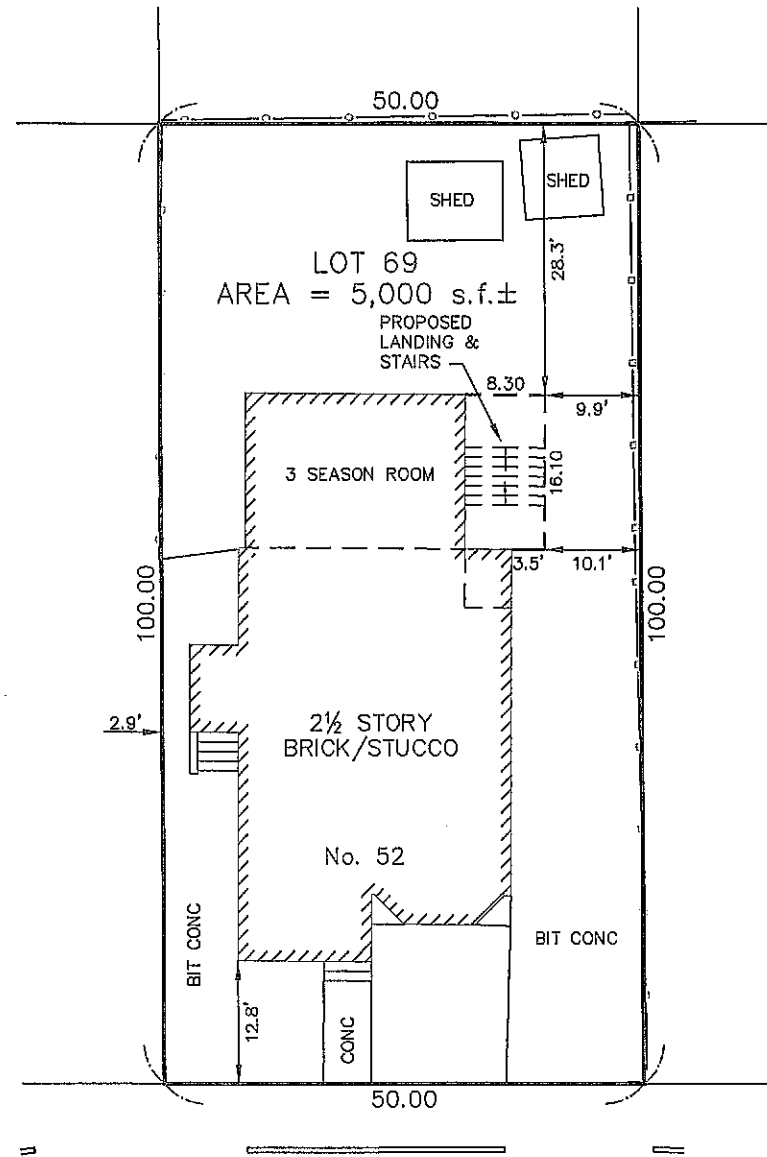 50.00
SHED
SHED
28.3'
LOT 69
AREA = 5,000 s.f.±
PROPOSED
LANDING &
STAIRS
8.30
9.9'
3 SEASON ROOM
16.10
3.5'
10.1'
100.00
100.00
2.9'
2½ STORY
BRICK/STUCCO
No. 52
BIT CONC
BIT CONC
12.8'
CONC
50.00